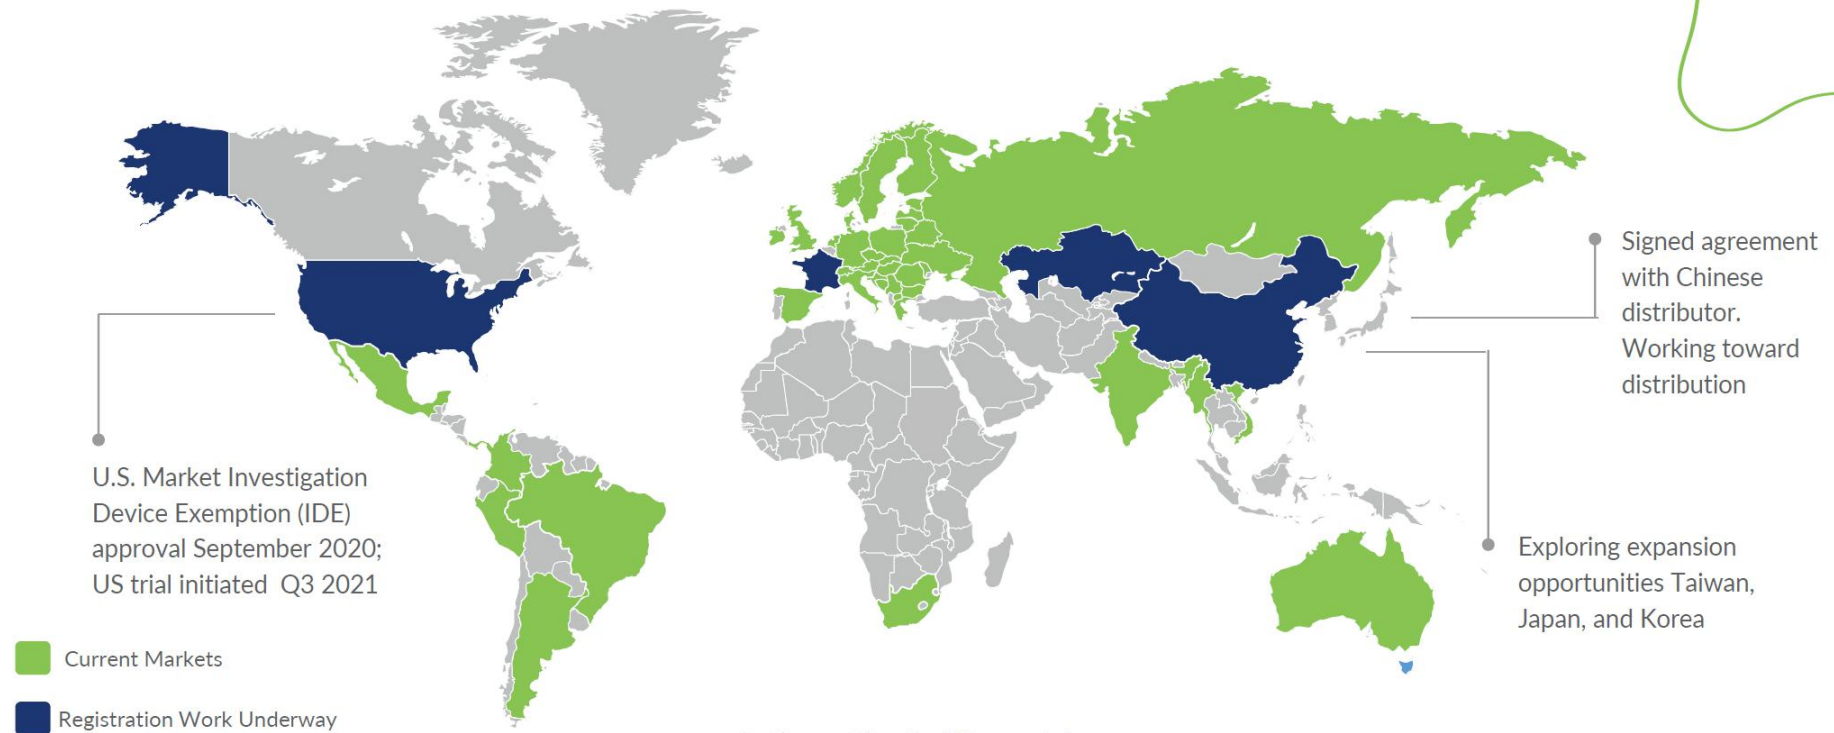 Signed agreement
with Chinese
distributor.
Working toward
distribution
U.S. Market Investigation
Device Exemption (IDE)
approval September 2020;
US trial initiated  Q3 2021
Exploring expansion
opportunities Taiwan,
Japan, and Korea
Current Markets
Registration Work Underway